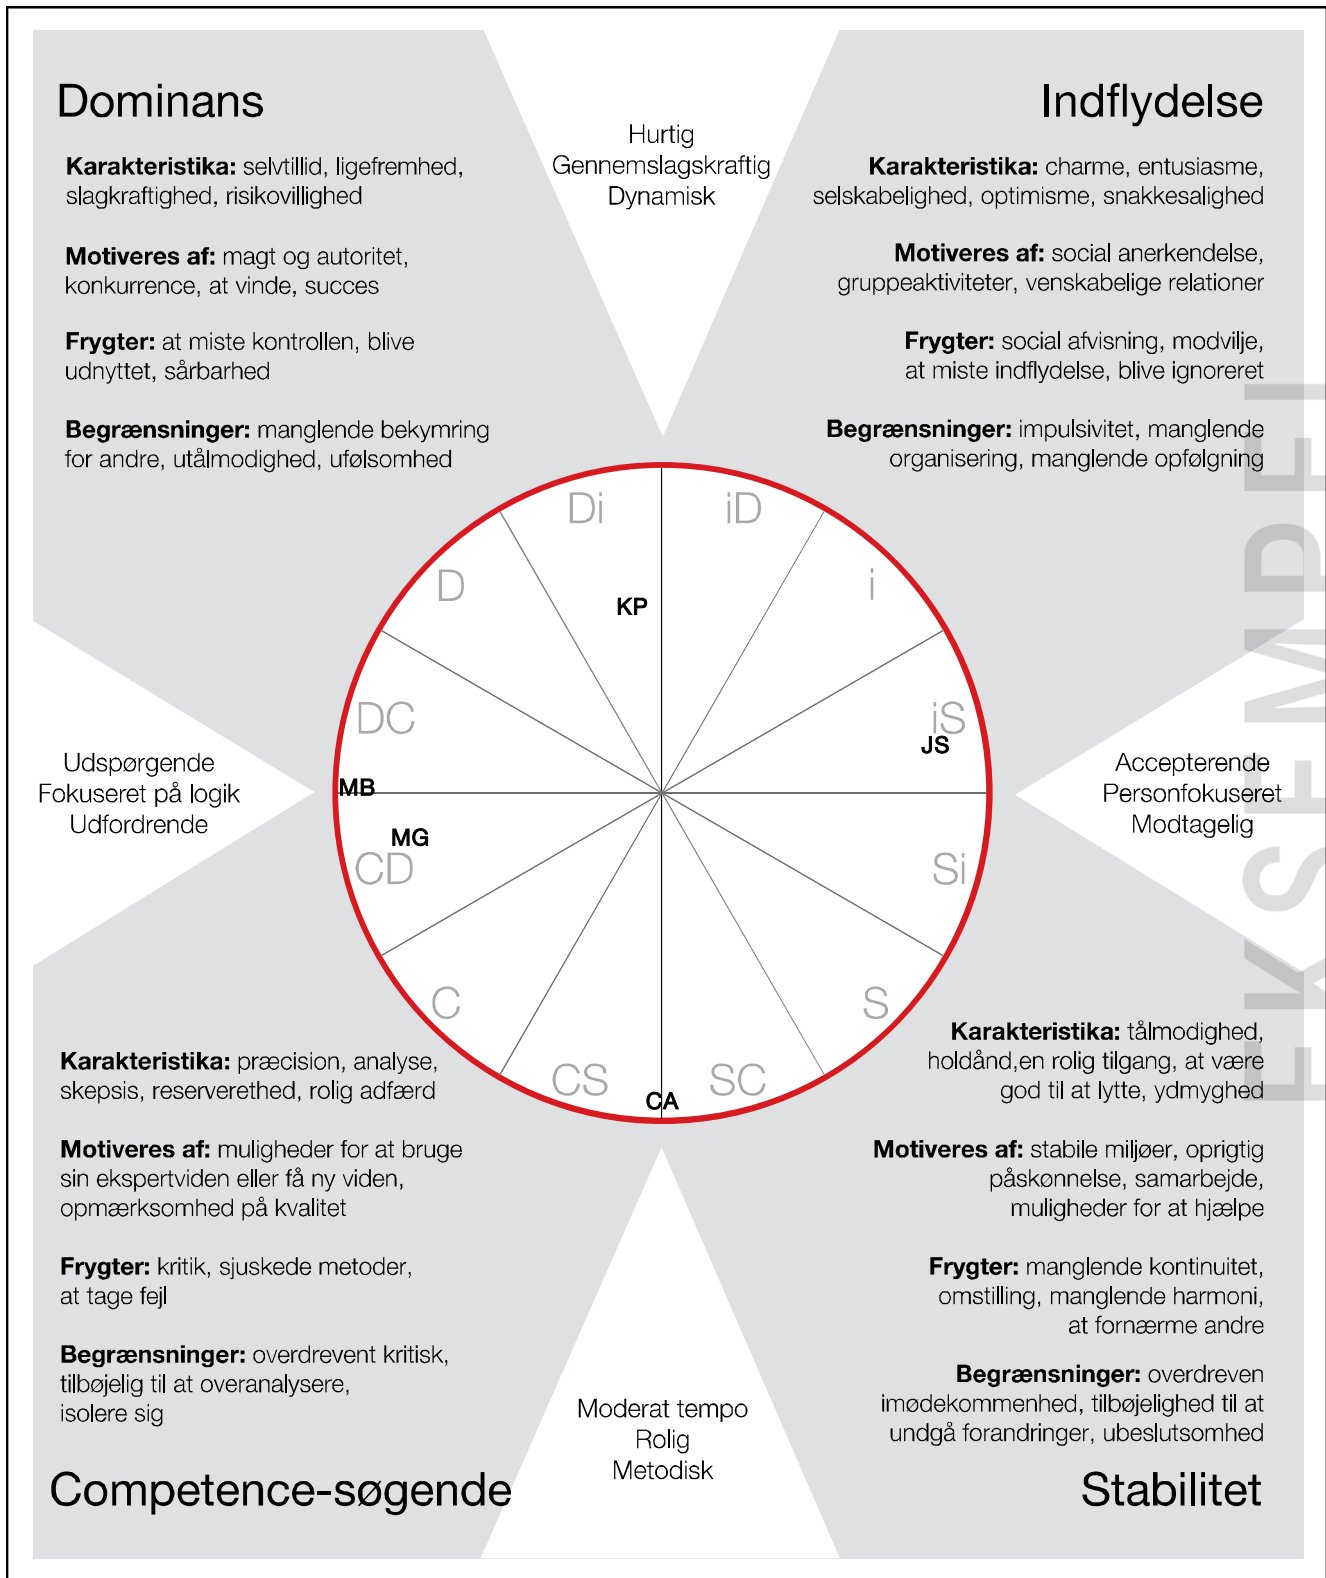 Dominans
Karakteristika: selvtillid, ligefremhed,
slagkraftighed, risikovillighed
Motiveres af: magt og autoritet,
konkurrence, at vinde, succes
Frygter: at miste kontrollen, blive
udnyttet, sårbarhed
Begrænsninger: manglende bekymring
for andre, utålmodighed, ufølsomhed
Hurtig
Gennemslagskraftig
Dynamisk
Indflydelse
Karakteristika: charme, entusiasme,
selskabelighed, optimisme, snakkesalighed
Motiveres af: social anerkendelse,
gruppeaktiviteter, venskabelige relationer
Frygter: social afvisning, modvilje,
at miste indflydelse, blive ignoreret
Begrænsninger: impulsivitet, manglende
organisering, manglende opfølgning
Di
iD
D
i
KP
DC
iS
JS
MB
MG
CD
Si
C
S
CS
SC
CA
Udspørgende
Fokuseret på logik
Udfordrende
Accepterende
Personfokuseret
Modtagelig
EKSEMPEL
Karakteristika: præcision, analyse,
skepsis, reserverethed, rolig adfærd
Motiveres af: muligheder for at bruge
sin ekspertviden eller få ny viden,
opmærksomhed på kvalitet
Frygter: kritik, sjuskede metoder,
at tage fejl
Begrænsninger: overdrevent kritisk,
tilbøjelig til at overanalysere,
isolere sig
Competence-søgende
Moderat tempo
Rolig
Metodisk
Karakteristika: tålmodighed,
holdånd,en rolig tilgang, at være
god til at lytte, ydmyghed
Motiveres af: stabile miljøer, oprigtig
påskønnelse, samarbejde,
muligheder for at hjælpe
Frygter: manglende kontinuitet,
omstilling, manglende harmoni,
at fornærme andre
Begrænsninger: overdreven
imødekommenhed, tilbøjelighed til at
undgå forandringer, ubeslutsomhed
Stabilitet